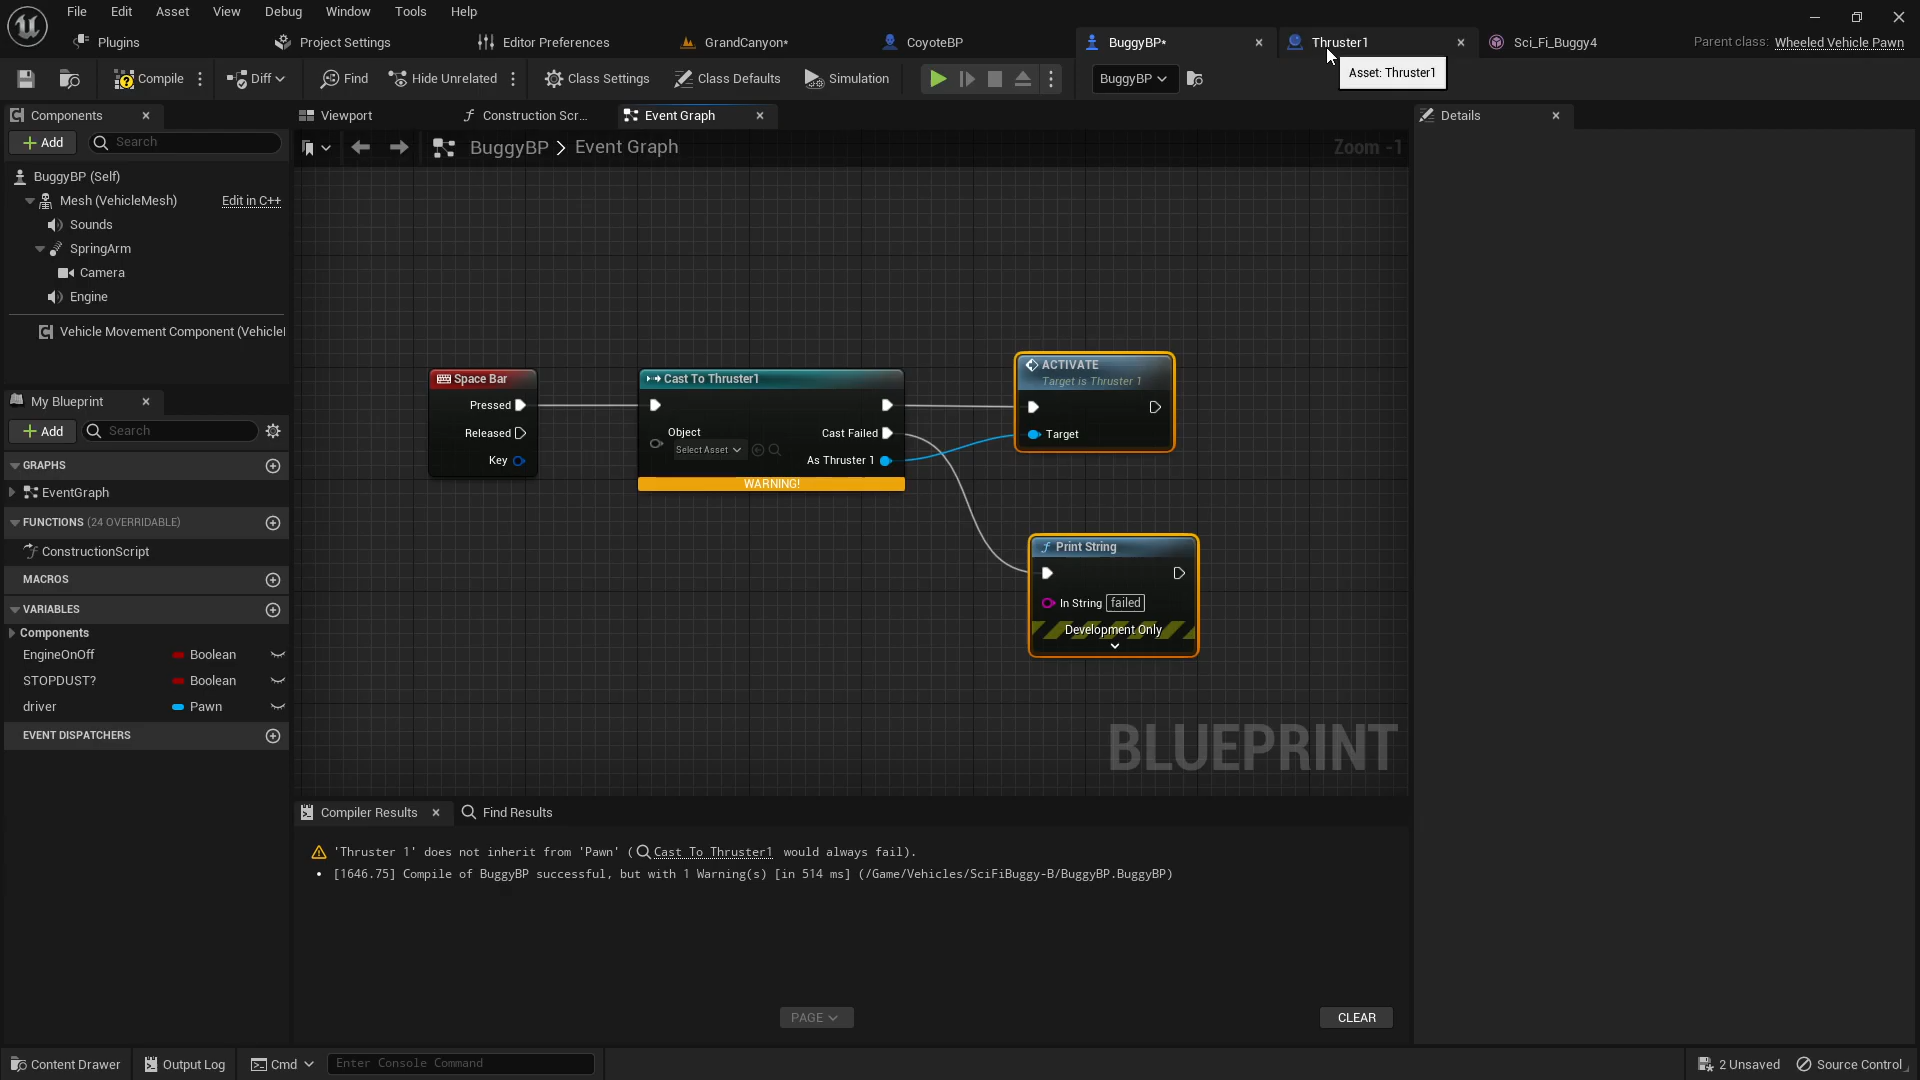 File Edit Asset View Debug Window Tools Help
Plugins Project Settings Editor Preferences GrandCanyon* CoyoteBP BuggyBP* Thruster1 Sci_Fi_Buggy4 Parent class: Wheeled Vehicle Pawn
Compile Diff Find Hide Unrelated Class Settings Class Defaults Simulation BuggyBP
Asset: Thruster1
Components
Add Search
BuggyBP (Self)
Mesh (VehicleMesh) Edit in C++
Sounds
SpringArm
Camera
Engine
Vehicle Movement Component (Vehicle
My Blueprint
Add Search
GRAPHS
EventGraph
FUNCTIONS (24 OVERRIDABLE)
ConstructionScript
MACROS
VARIABLES
Components
EngineOnOff Boolean
STOPDUST? Boolean
driver Pawn
EVENT DISPATCHERS
Viewport Construction Scr... Event Graph
BuggyBP > Event Graph Zoom -1
Space Bar
Pressed
Released
Key
Cast To Thruster1
Object
Select Asset
Cast Failed
As Thruster 1
WARNING!
ACTIVATE
Target is Thruster 1
Target
Print String
In String failed
Development Only
BLUEPRINT
Details
Compiler Results Find Results
'Thruster 1' does not inherit from 'Pawn' ( Cast To Thruster1 would always fail).
• [1646.75] Compile of BuggyBP successful, but with 1 Warning(s) [in 514 ms] (/Game/Vehicles/SciFiBuggy-B/BuggyBP.BuggyBP)
PAGE CLEAR
Content Drawer Output Log Cmd Enter Console Command 2 Unsaved Source Control